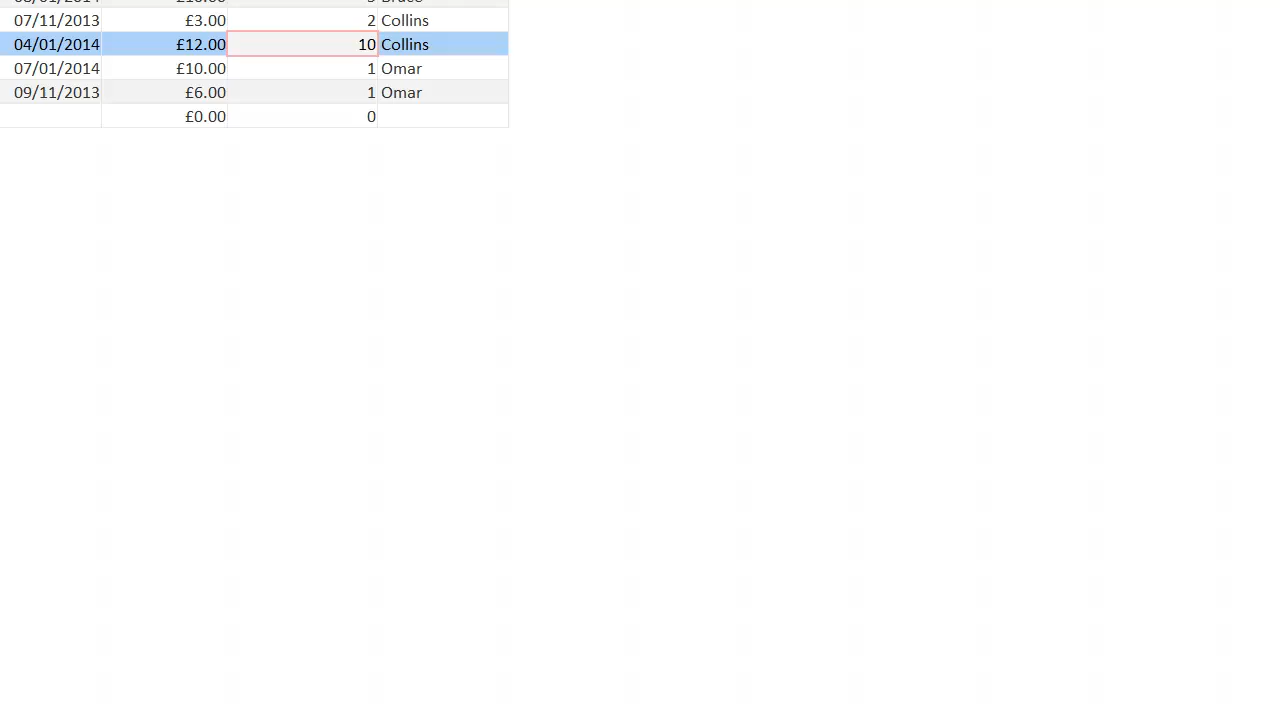 07/11/2013 £3.00 2 Collins
04/01/2014 £12.00 10 Collins
07/01/2014 £10.00 1 Omar
09/11/2013 £6.00 1 Omar
£0.00 0